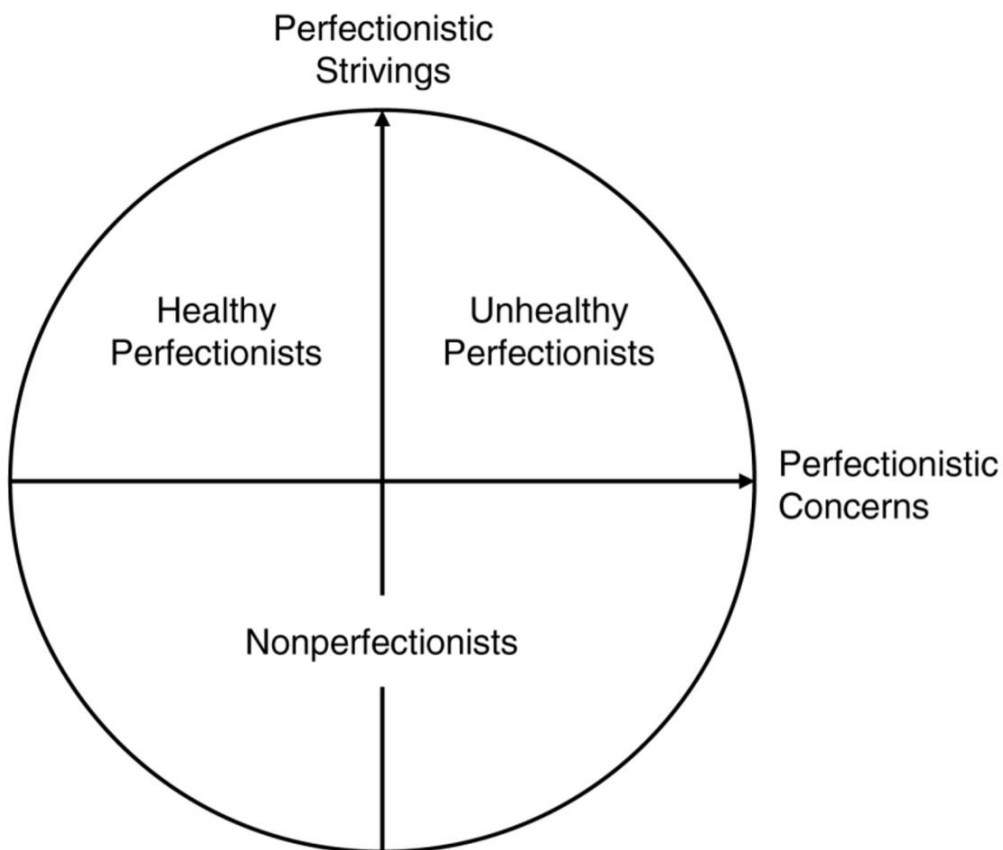 Perfectionistic
Strivings
Healthy
Perfectionists
Unhealthy
Perfectionists
Perfectionistic
Concerns
Nonperfectionists